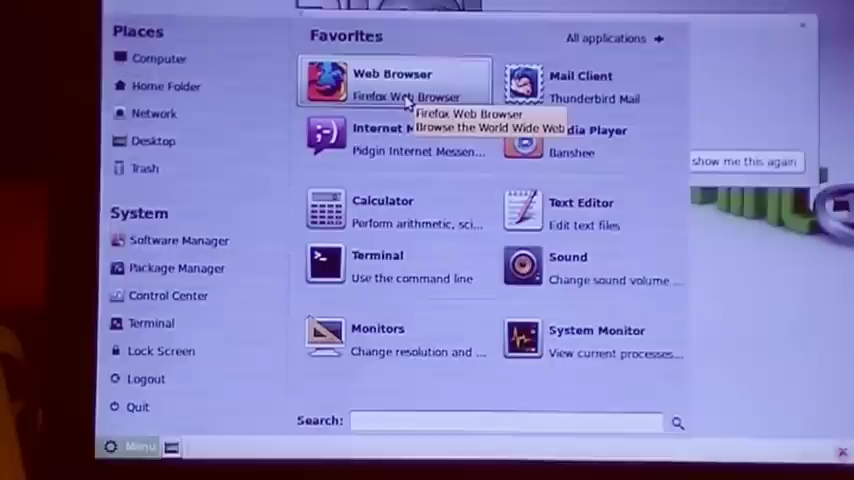 Places
Computer
Home Folder
Network
Desktop
Trash
System
Software Manager
Package Manager
Control Center
Terminal
Lock Screen
Logout
Quit
Favorites
All applications
Web Browser
Firefox Web Browser
Mail Client
Thunderbird Mail
Firefox Web Browser
Browse the World Wide Web
Internet M
Pidgin Internet Messen...
dia Player
Banshee
Calculator
Perform arithmetic, sci...
Text Editor
Edit text files
Terminal
Use the command line
Sound
Change sound volume ...
Monitors
Change resolution and ...
System Monitor
View current processes...
Search:
show me this again
Menu